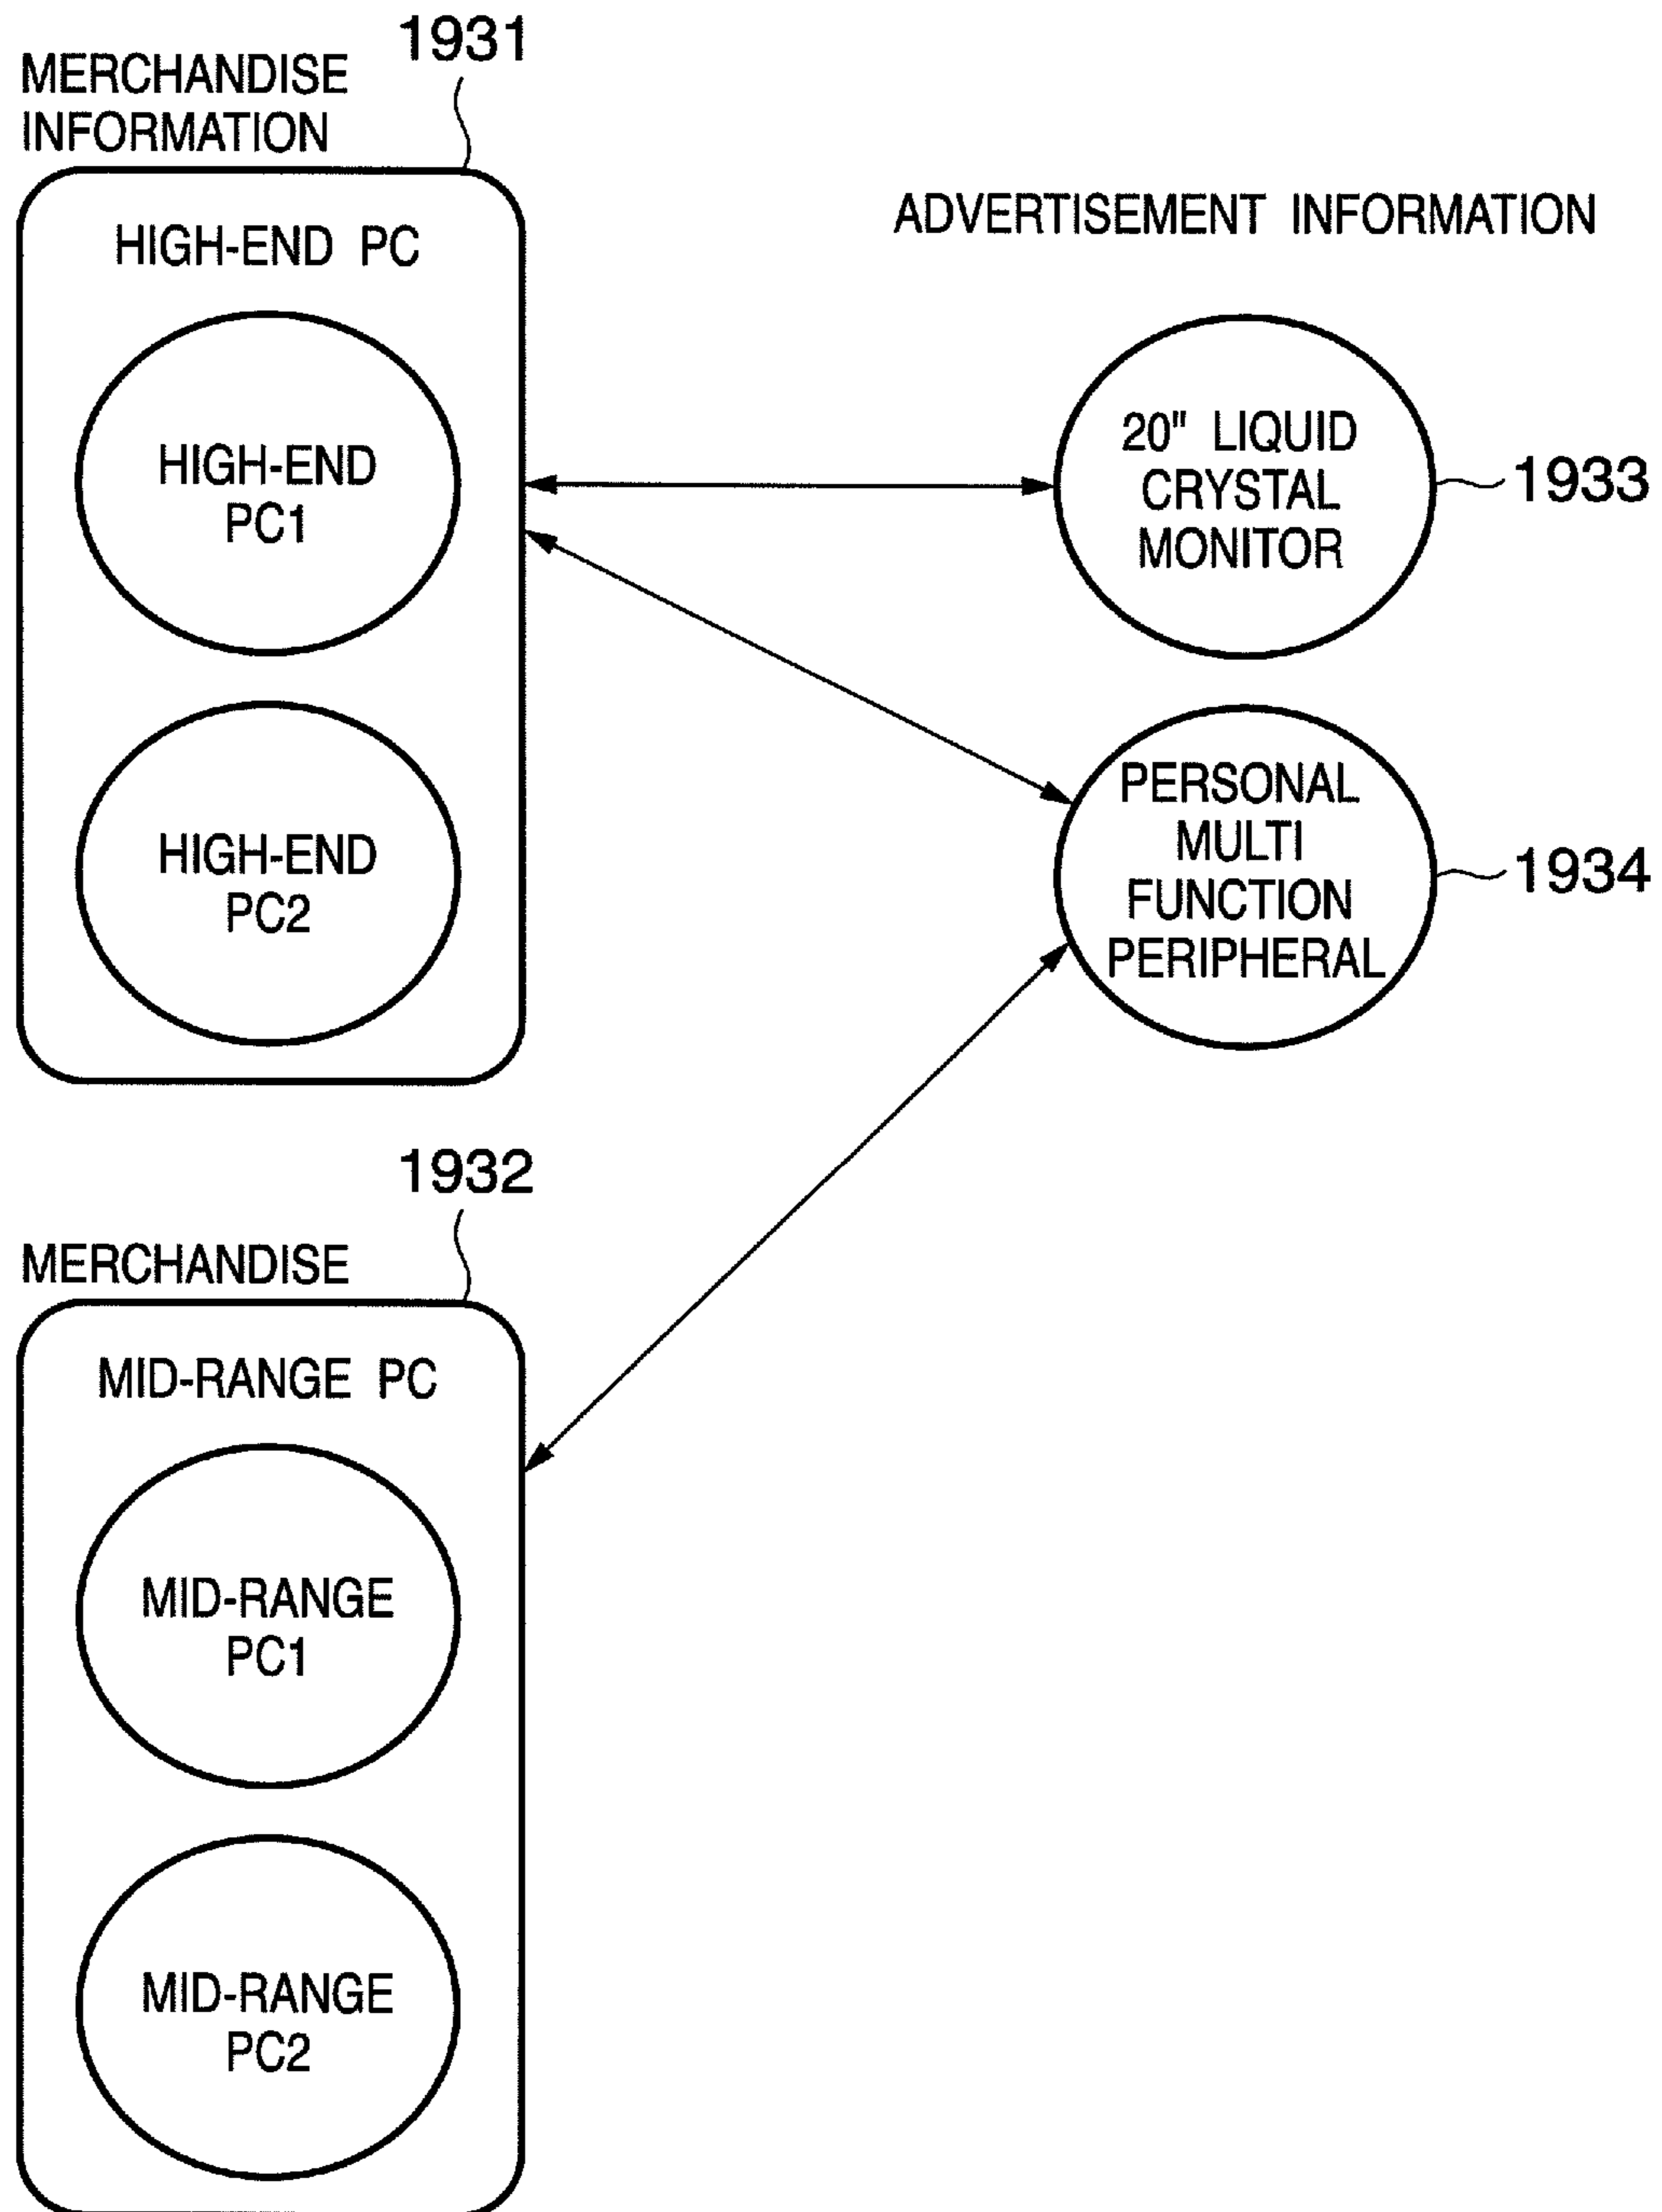 1931
MERCHANDISE
INFORMATION
HIGH-END PC
HIGH-END
PC1
HIGH-END
PC2
ADVERTISEMENT INFORMATION
20" LIQUID
CRYSTAL
MONITOR
1933
PERSONAL
MULTI
FUNCTION
PERIPHERAL
1934
1932
MERCHANDISE
MID-RANGE PC
MID-RANGE
PC1
MID-RANGE
PC2